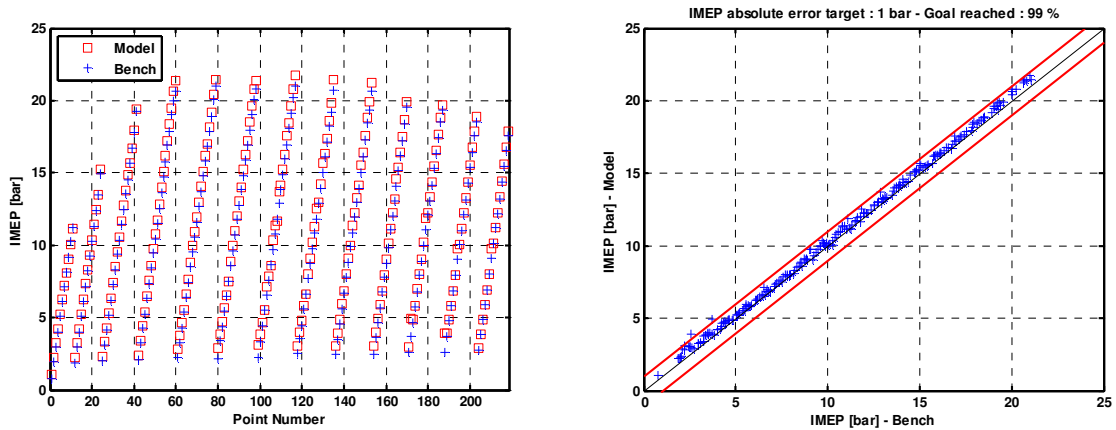 IMEP absolute error target : 1 bar - Goal reached : 99 %
25
20
15
10
5
0
IMEP [bar]
Model
Bench
0 20 40 60 80 100 120 140 160 180 200
Point Number
25
20
15
10
5
0
IMEP [bar] - Model
0 5 10 15 20 25
IMEP [bar] - Bench